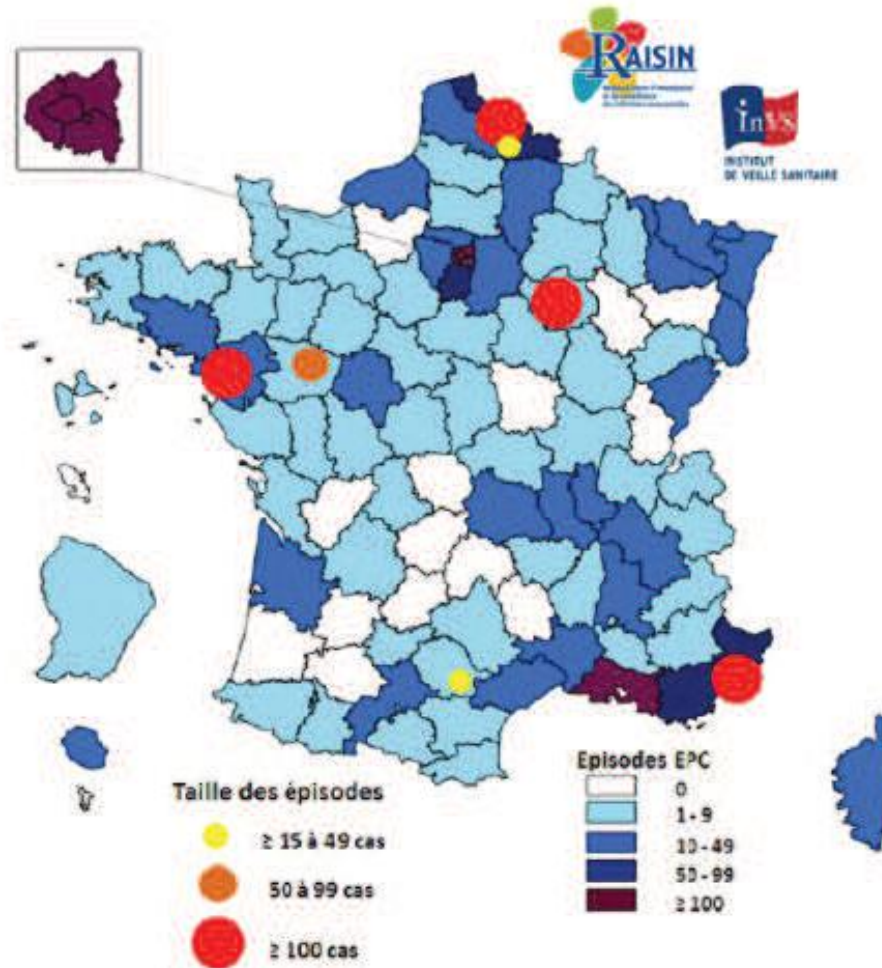 RAISIN
InVS
INSTITUT
DE VEILLE SANITAIRE
Episodes EPC
0
1 - 9
10 - 49
50 - 99
≥ 100
Taille des épisodes
≥ 15 à 49 cas
50 à 99 cas
≥ 100 cas